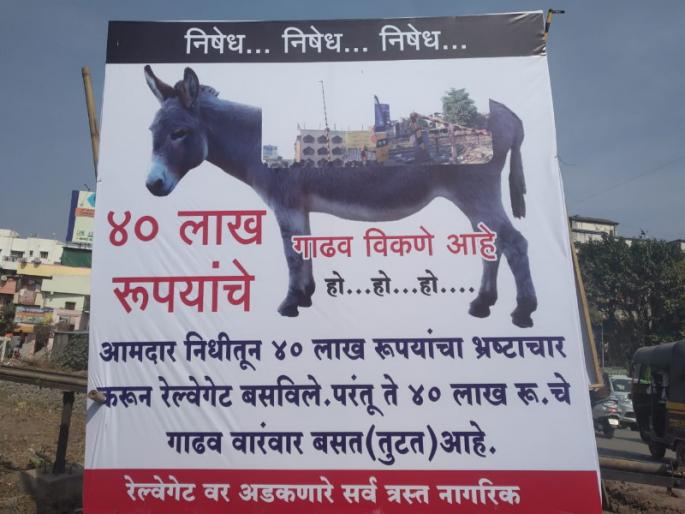 निषेध... निषेध... निषेध...
४० लाख
रूपयांचे
गाढव विकणे आहे
हो...हो...हो....
आमदार निधीतून ४० लाख रूपयांचा भ्रष्टाचार
करून रेल्वेगेट बसविले.परंतू ते ४० लाख रू.चे
गाढव वारंवार बसत(तुटत)आहे.
रेल्वेगेट वर अडकणारे सर्व त्रस्त नागरिक